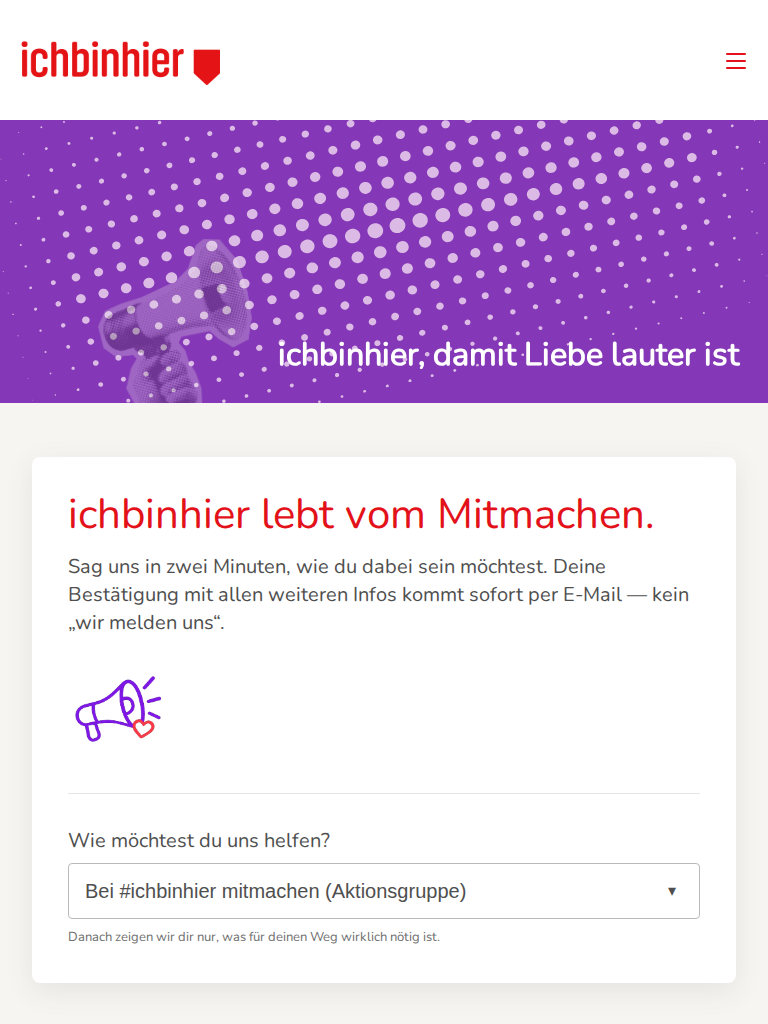 ichbinhier
ichbinhier, damit Liebe lauter ist
ichbinhier lebt vom Mitmachen.
Sag uns in zwei Minuten, wie du dabei sein möchtest. Deine
Bestätigung mit allen weiteren Infos kommt sofort per E-Mail — kein
„wir melden uns“.
Wie möchtest du uns helfen?
Bei #ichbinhier mitmachen (Aktionsgruppe)
Danach zeigen wir dir nur, was für deinen Weg wirklich nötig ist.